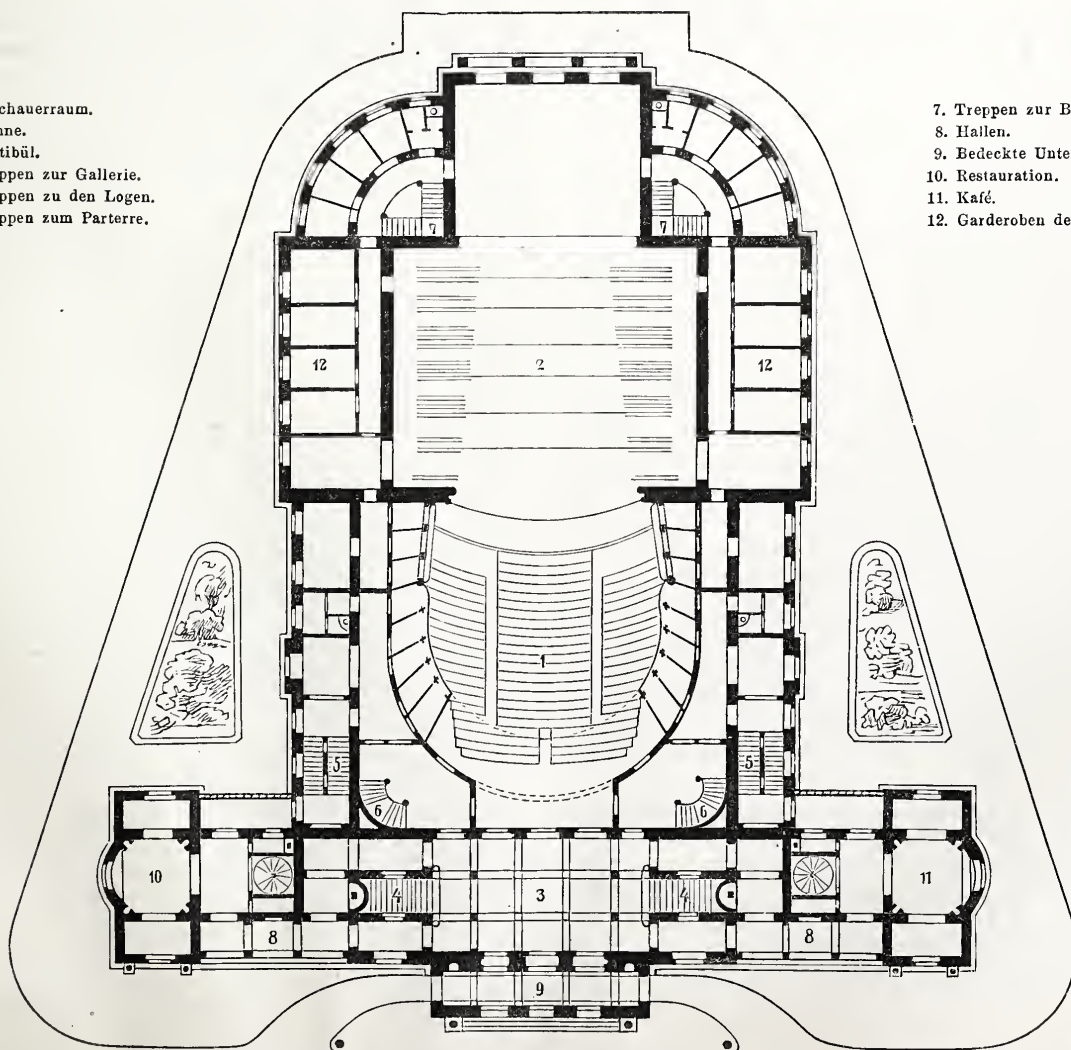 chauerraum.
ne.
tibül.
ppen zur Gallerie.
ppen zu den Logen.
ppen zum Parterre.
7. Treppen zur B
8. Hallen.
9. Bedeckte Unte
10. Restauration.
11. Kafé.
12. Garderoben de
7 7
12 2 12
1
5 5
6 6
10 4 3 4 11
8 8
9